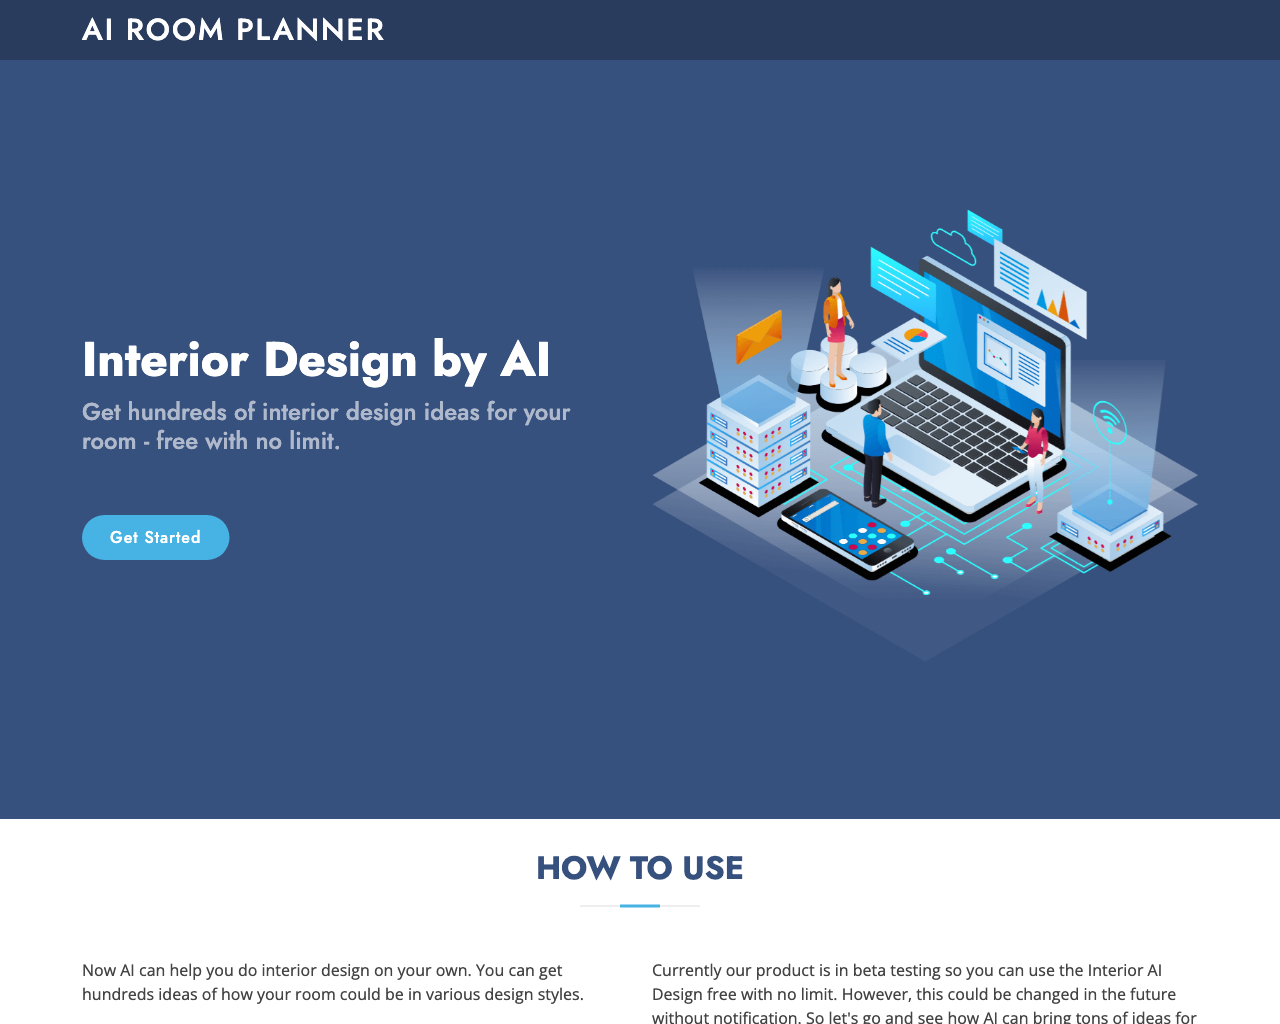 AI ROOM PLANNER
Interior Design by AI
Get hundreds of interior design ideas for your
room - free with no limit.
Get Started
HOW TO USE
Now AI can help you do interior design on your own. You can get
hundreds ideas of how your room could be in various design styles.
Currently our product is in beta testing so you can use the Interior AI
Design free with no limit. However, this could be changed in the future
without notification. So let's go and see how AI can bring tons of ideas for